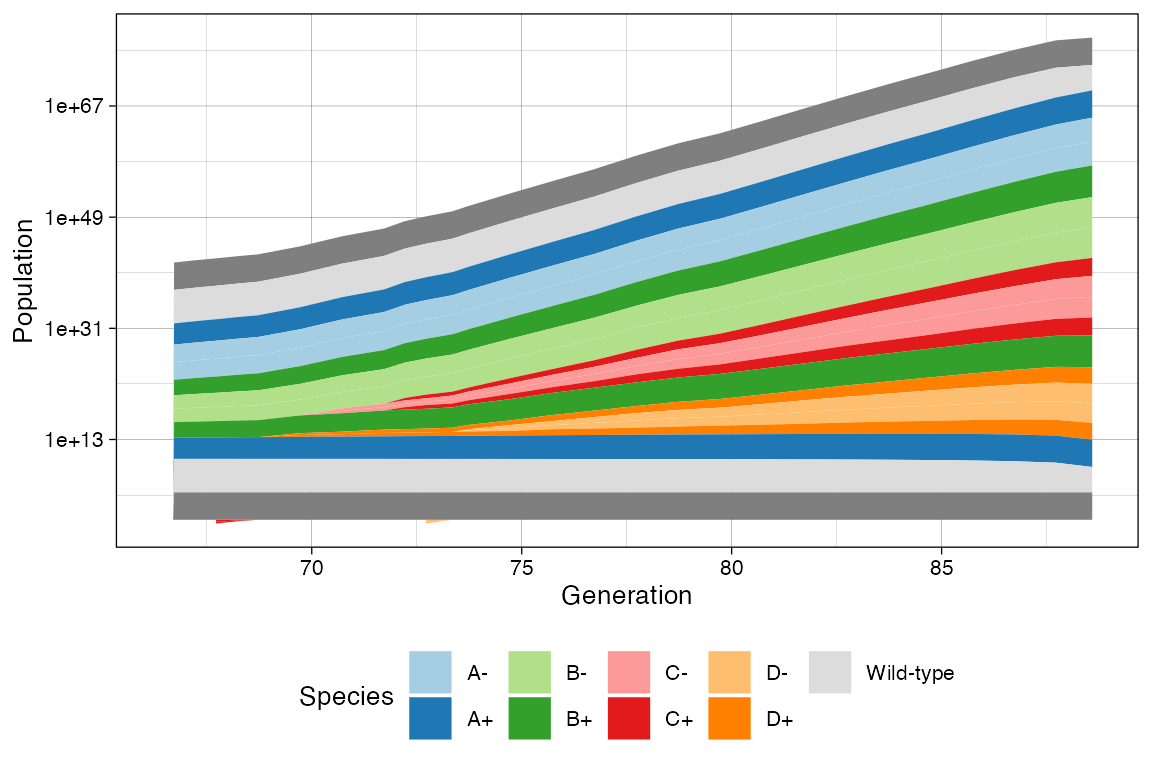 1e+67
1e+49
1e+31
1e+13
Population
70 75 80 85
Generation
Species
A- B- C- D- Wild-type
A+ B+ C+ D+